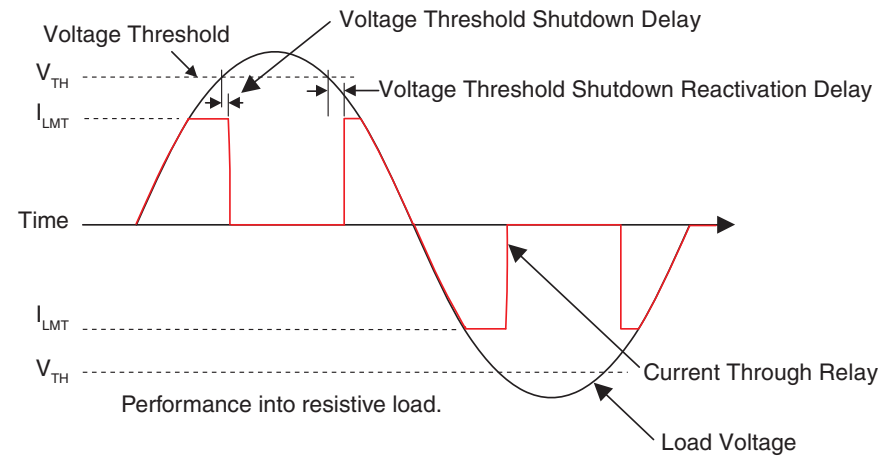 Voltage Threshold Shutdown Delay
Voltage Threshold
V_TH
Voltage Threshold Shutdown Reactivation Delay
I_LMT
Time
I_LMT
V_TH
Current Through Relay
Performance into resistive load.
Load Voltage